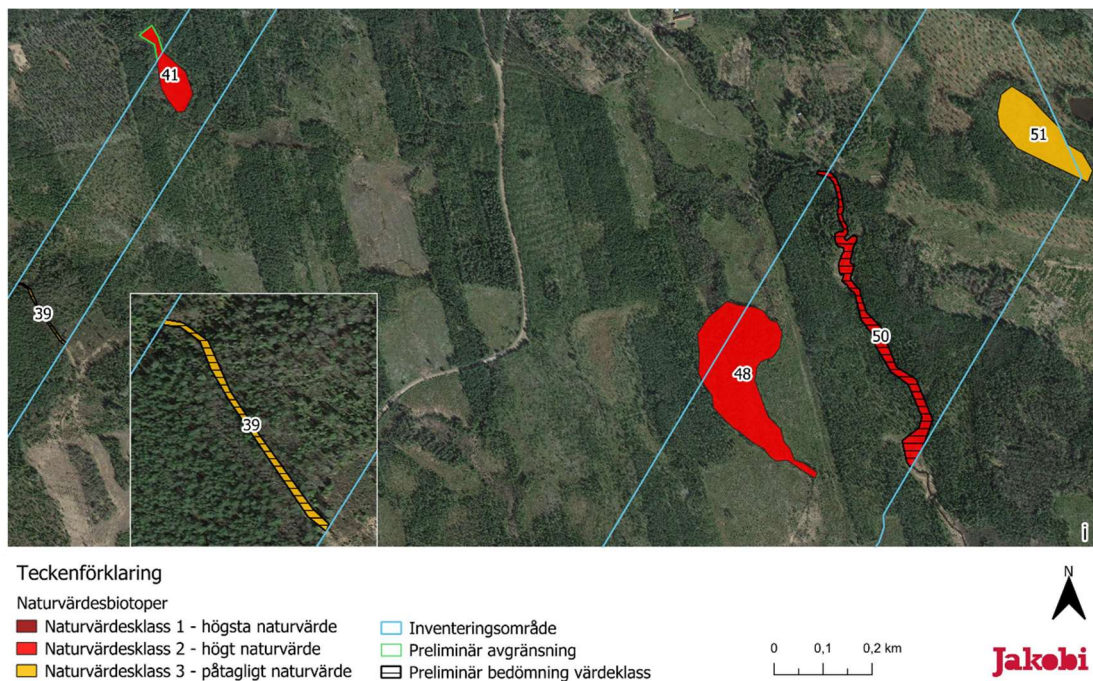 41
51
39
39
50
48
i
Teckenförklaring
Naturvärdesbiotoper
Naturvärdesklass 1 - högsta naturvärde
Naturvärdesklass 2 - högt naturvärde
Naturvärdesklass 3 - påtagligt naturvärde
Inventeringsområde
Preliminär avgränsning
Preliminär bedömning värdeklass
0 0,1 0,2 km
N
Jakobi